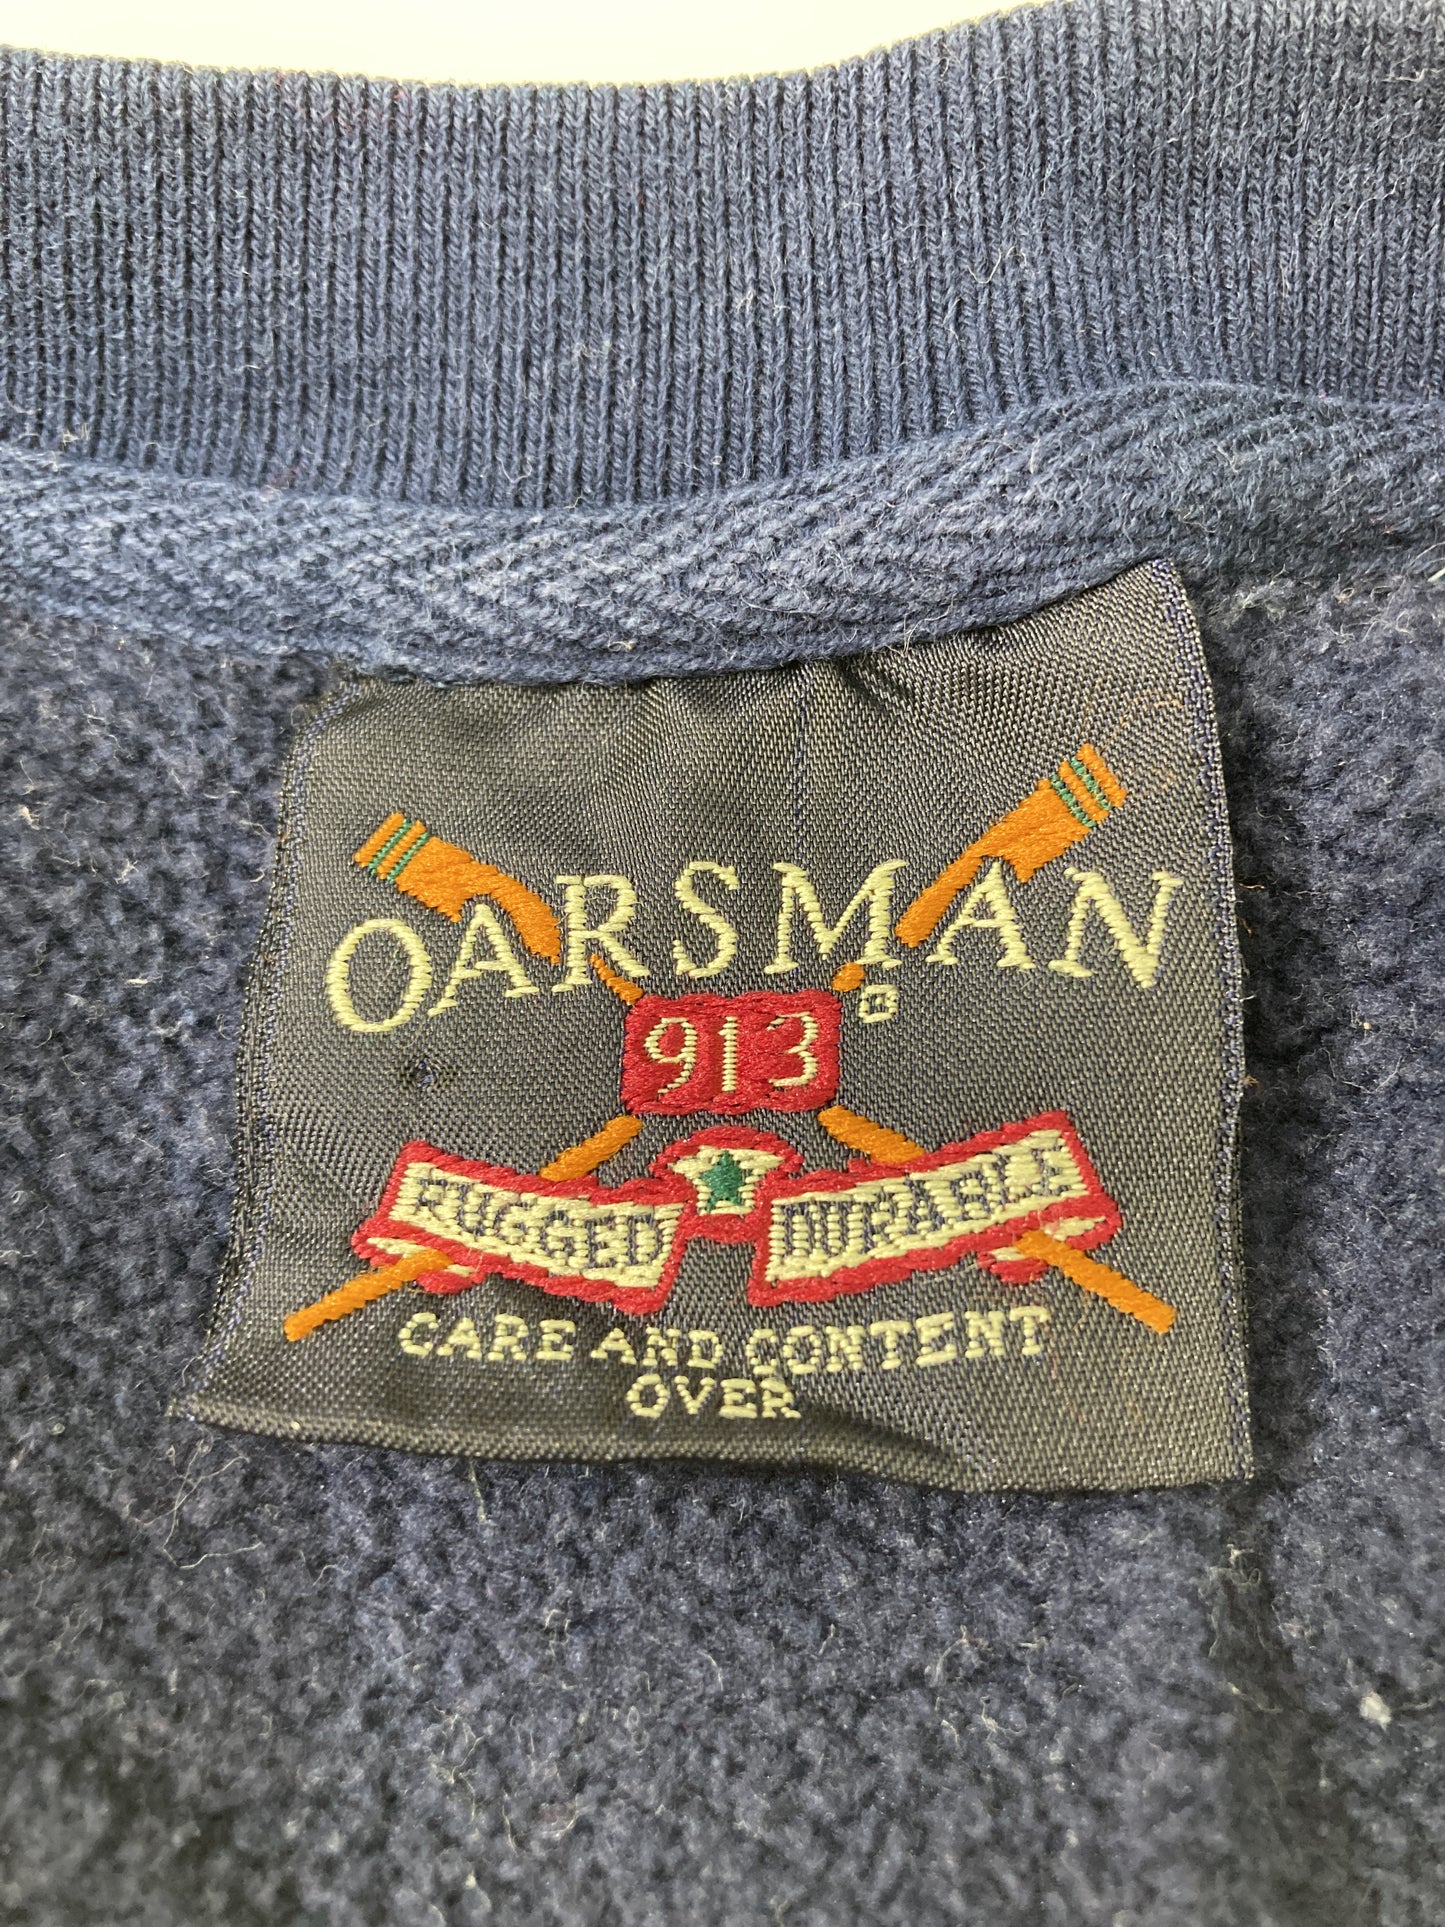 OARSMAN®
913
RUGGED DURABLE
CARE AND CONTENT
OVER